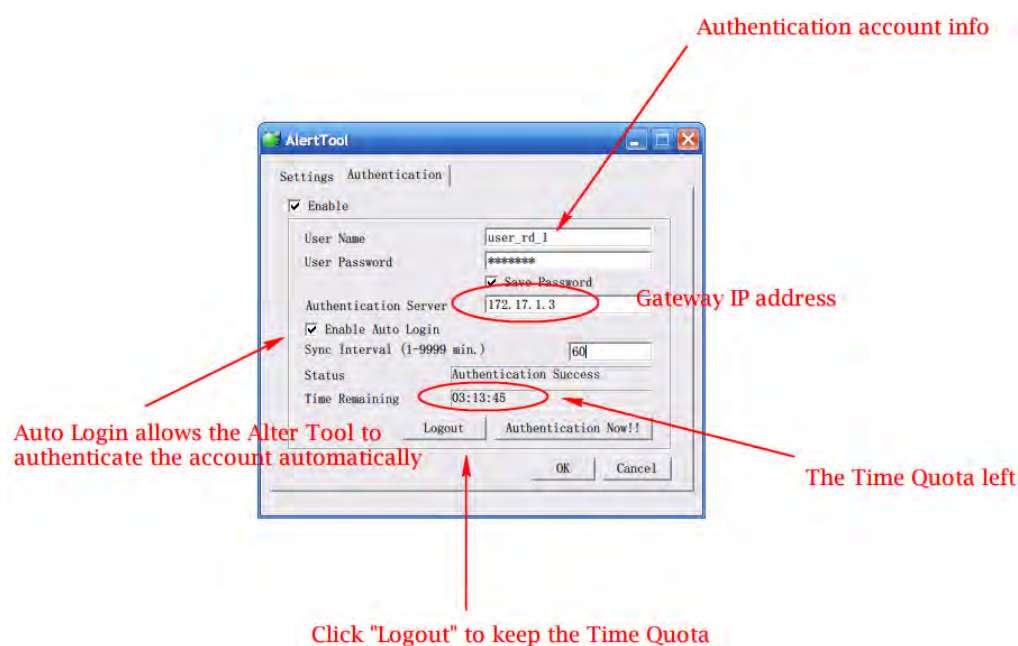 Authentication account info
AlertTool
Settings Authentication
Enable
User Name user_rd_1
User Password *******
Save Password
Authentication Server 172.17.1.3
Gateway IP address
Enable Auto Login
Sync Interval (1-9999 min.) 60
Status Authentication Success
Time Remaining 03:13:45
Logout Authentication Now!!
Auto Login allows the Alter Tool to
authenticate the account automatically
OK Cancel
The Time Quota left
Click "Logout" to keep the Time Quota